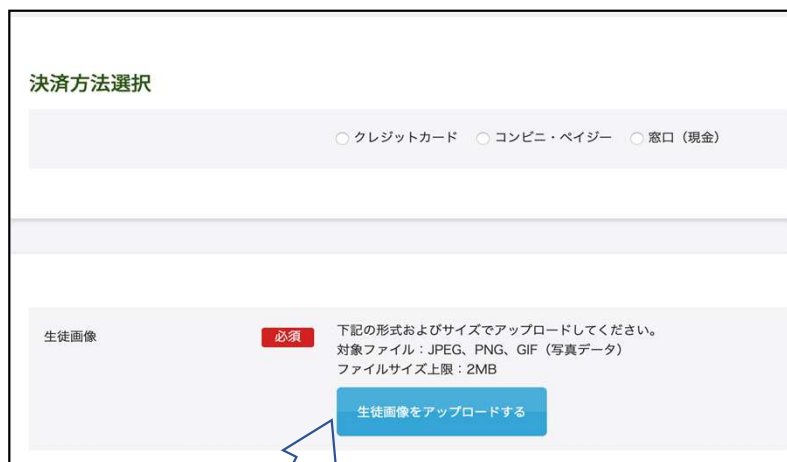 決済方法選択
クレジットカード コンビニ・ペイジー 窓口（現金）
生徒画像 必須 下記の形式およびサイズでアップロードしてください。
対象ファイル：JPEG、PNG、GIF（写真データ）
ファイルサイズ上限：2MB
生徒画像をアップロードする